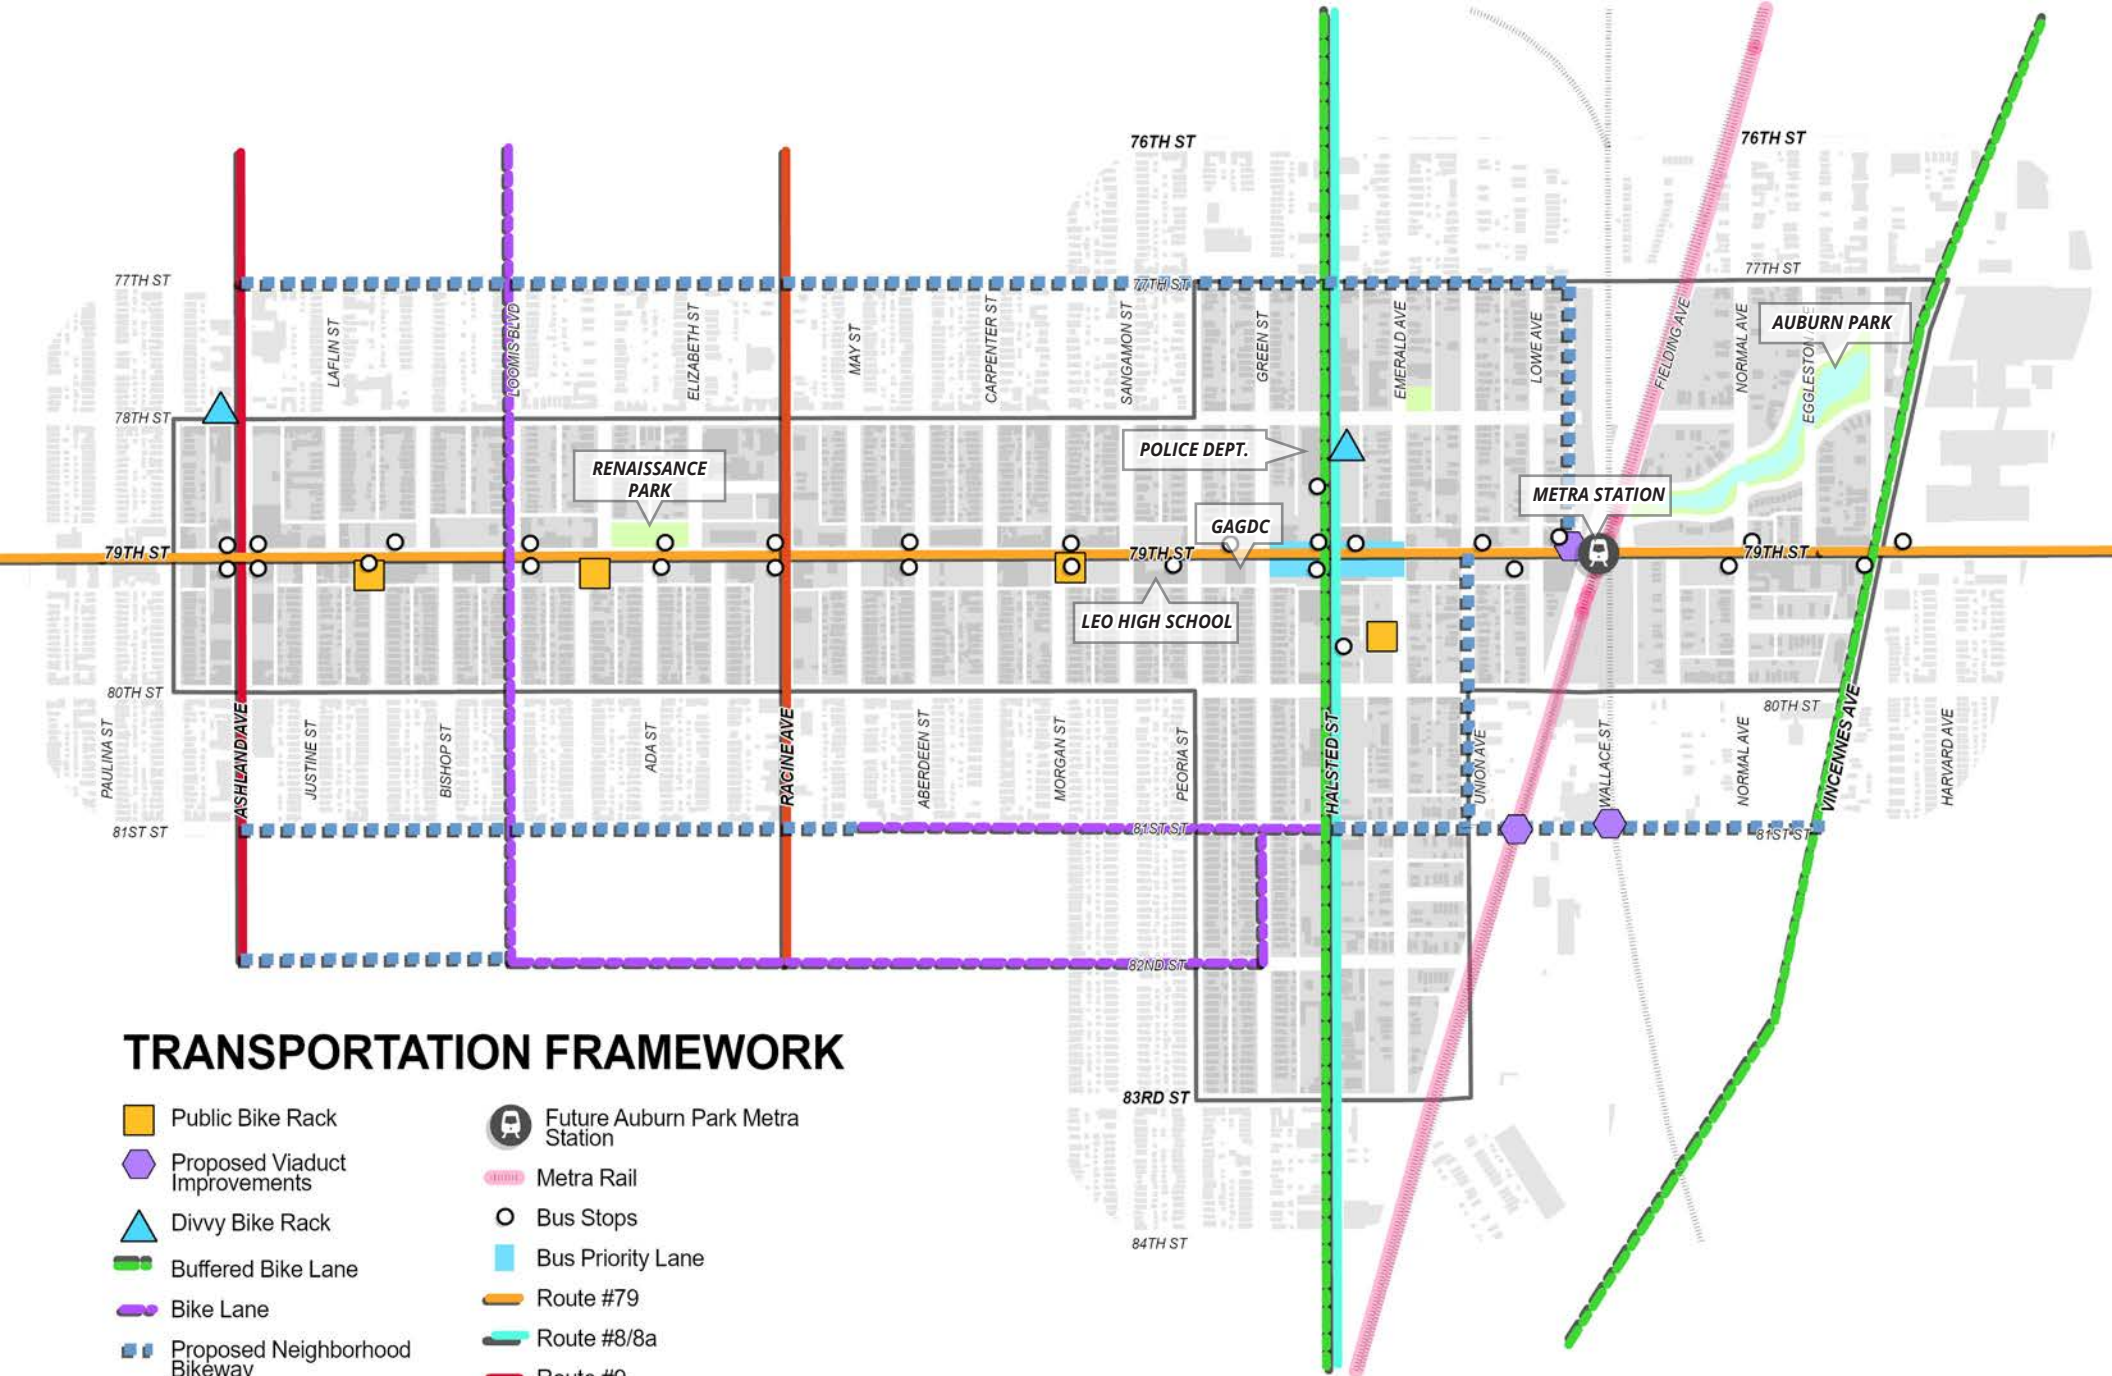 76TH ST
76TH ST
77TH ST
77TH ST
77TH ST
LAFLIN ST
LOOMIS BLVD
ELIZABETH ST
MAY ST
CARPENTER ST
SANGAMON ST
GREEN ST
EMERALD AVE
LOWE AVE
FIELDING AVE
NORMAL AVE
EGGLESTON
AUBURN PARK
78TH ST
POLICE DEPT.
RENAISSANCE
PARK
METRA STATION
GAGDC
79TH ST
79TH ST
79TH ST
LEO HIGH SCHOOL
80TH ST
80TH ST
PAULINA ST
ASHLAND AVE
JUSTINE ST
BISHOP ST
ADA ST
RACINE AVE
ABERDEEN ST
MORGAN ST
PEORIA ST
HALSTED ST
UNION AVE
WALLACE ST
NORMAL AVE
VINCENNES AVE
HARVARD AVE
81ST ST
81ST ST
81ST ST
82ND ST
83RD ST
84TH ST
TRANSPORTATION FRAMEWORK
Public Bike Rack
Proposed Viaduct
Improvements
Divvy Bike Rack
Buffered Bike Lane
Bike Lane
Proposed Neighborhood
Bikeway
Future Auburn Park Metra
Station
Metra Rail
Bus Stops
Bus Priority Lane
Route #79
Route #8/8a
Route #9